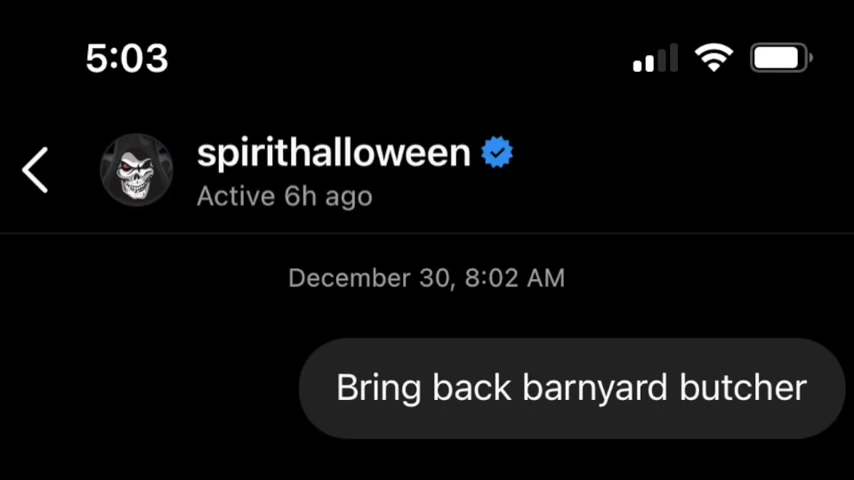 5:03
spirithalloween
Active 6h ago
December 30, 8:02 AM
Bring back barnyard butcher